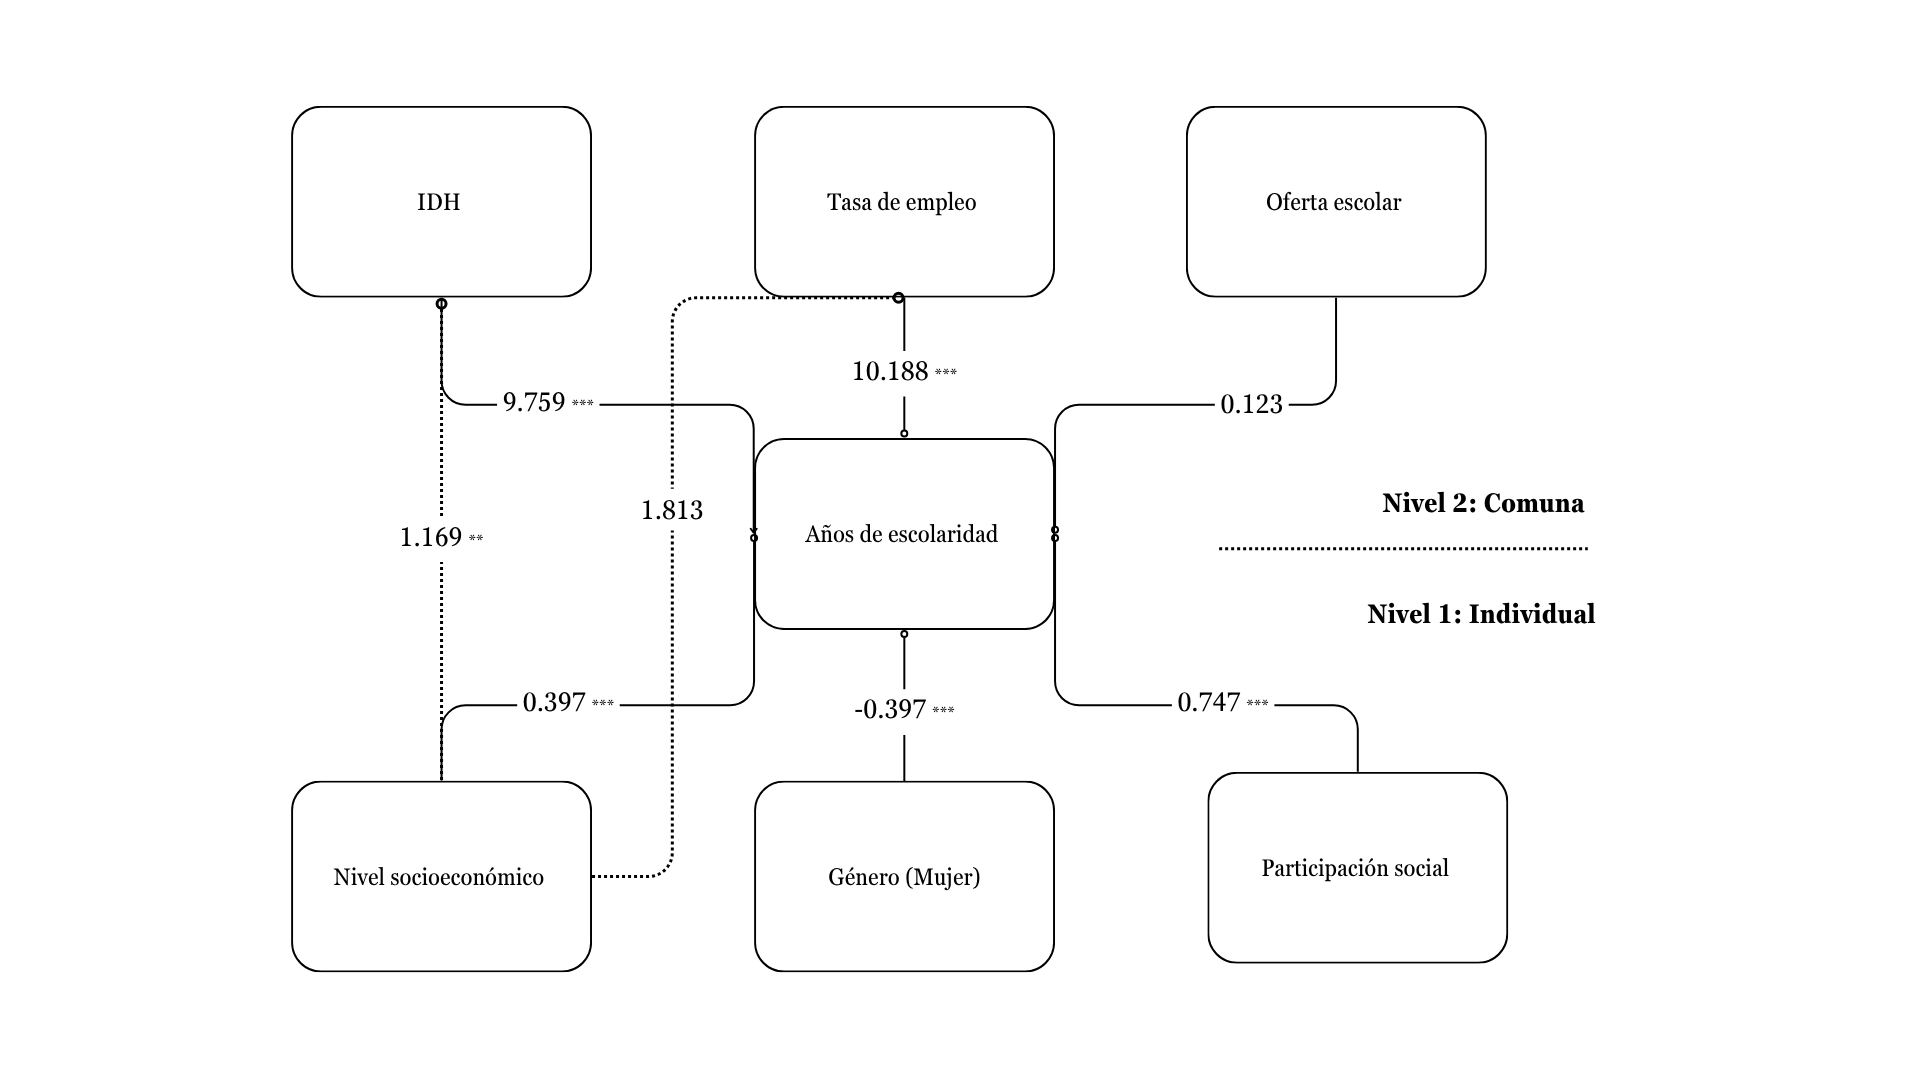 IDH
Tasa de empleo
Oferta escolar
10.188 ***
9.759 ***
0.123
1.813
1.169 **
Años de escolaridad
Nivel 2: Comuna
Nivel 1: Individual
0.397 ***
-0.397 ***
0.747 ***
Nivel socioeconómico
Género (Mujer)
Participación social